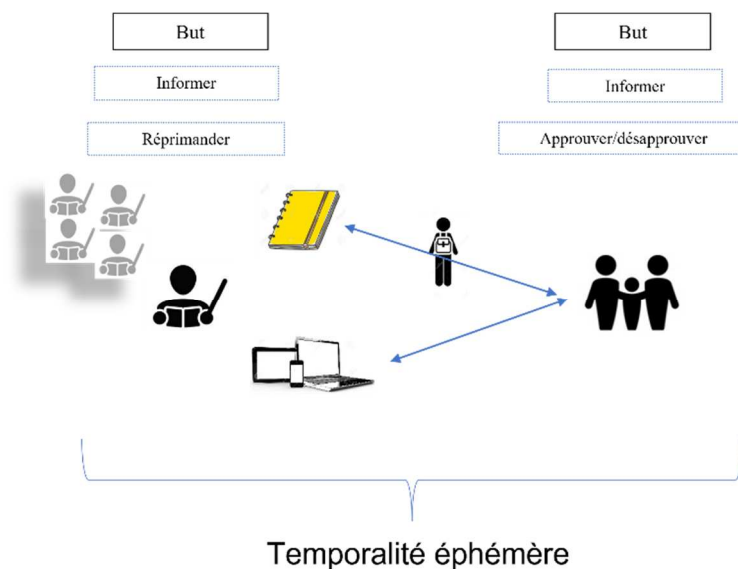 But
But
Informer
Informer
Réprimander
Approuver/désapprouver
Temporalité éphémère